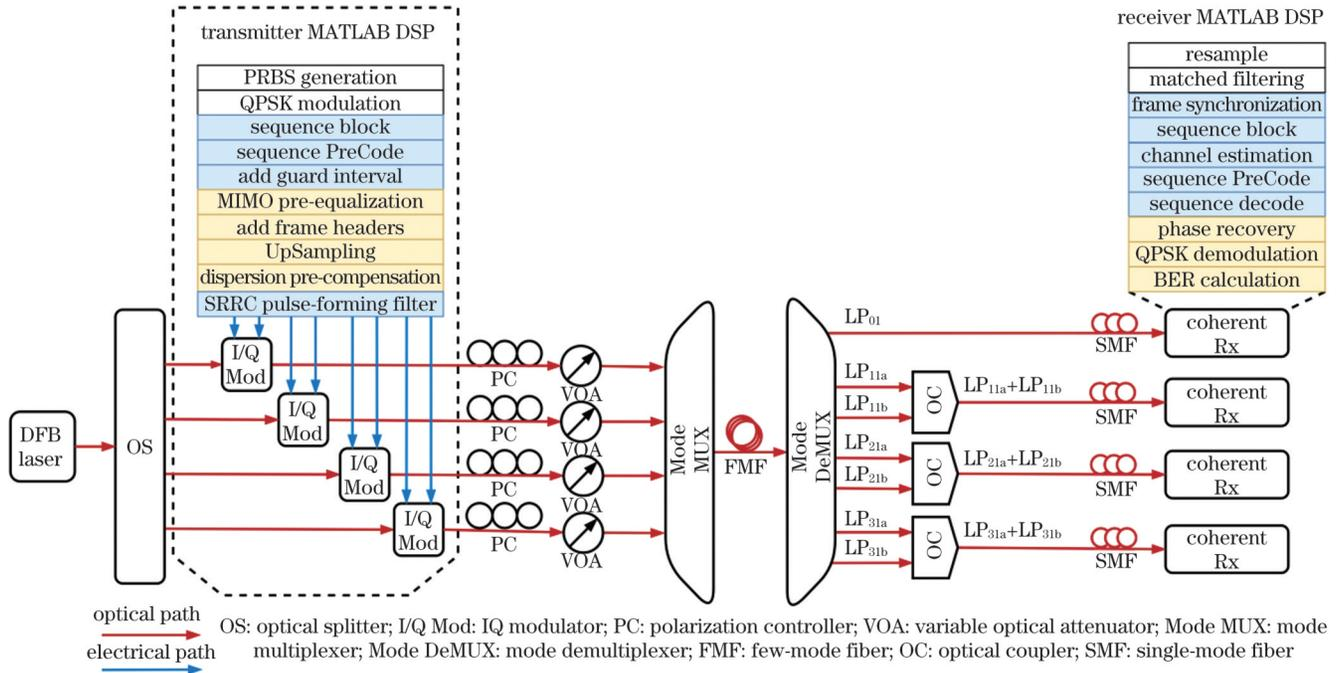 transmitter MATLAB DSP
PRBS generation
QPSK modulation
sequence block
sequence PreCode
add guard interval
MIMO pre-equalization
add frame headers
UpSampling
dispersion pre-compensation
SRRC pulse-forming filter
receiver MATLAB DSP
resample
matched filtering
frame synchronization
sequence block
channel estimation
sequence PreCode
sequence decode
phase recovery
QPSK demodulation
BER calculation
DFB
laser
OS
I/Q
Mod
I/Q
Mod
I/Q
Mod
I/Q
Mod
PC
PC
PC
PC
VOA
VOA
VOA
VOA
Mode
MUX
FMF
Mode
DeMUX
LP01
SMF
coherent
Rx
LP11a
LP11b
OC
LP11a+LP11b
SMF
coherent
Rx
LP21a
LP21b
OC
LP21a+LP21b
SMF
coherent
Rx
LP31a
LP31b
OC
LP31a+LP31b
SMF
coherent
Rx
optical path
electrical path
OS: optical splitter; I/Q Mod: IQ modulator; PC: polarization controller; VOA: variable optical attenuator; Mode MUX: mode
multiplexer; Mode DeMUX: mode demultiplexer; FMF: few-mode fiber; OC: optical coupler; SMF: single-mode fiber